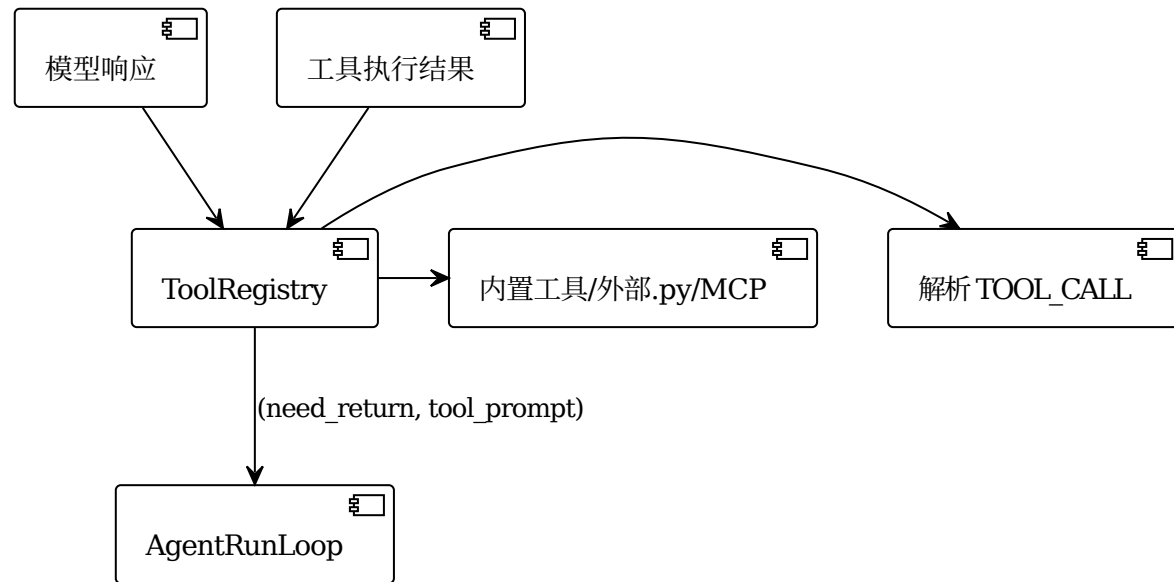 模型响应
工具执行结果
ToolRegistry
内置工具/外部.py/MCP
解析 TOOL_CALL
(need_return, tool_prompt)
AgentRunLoop